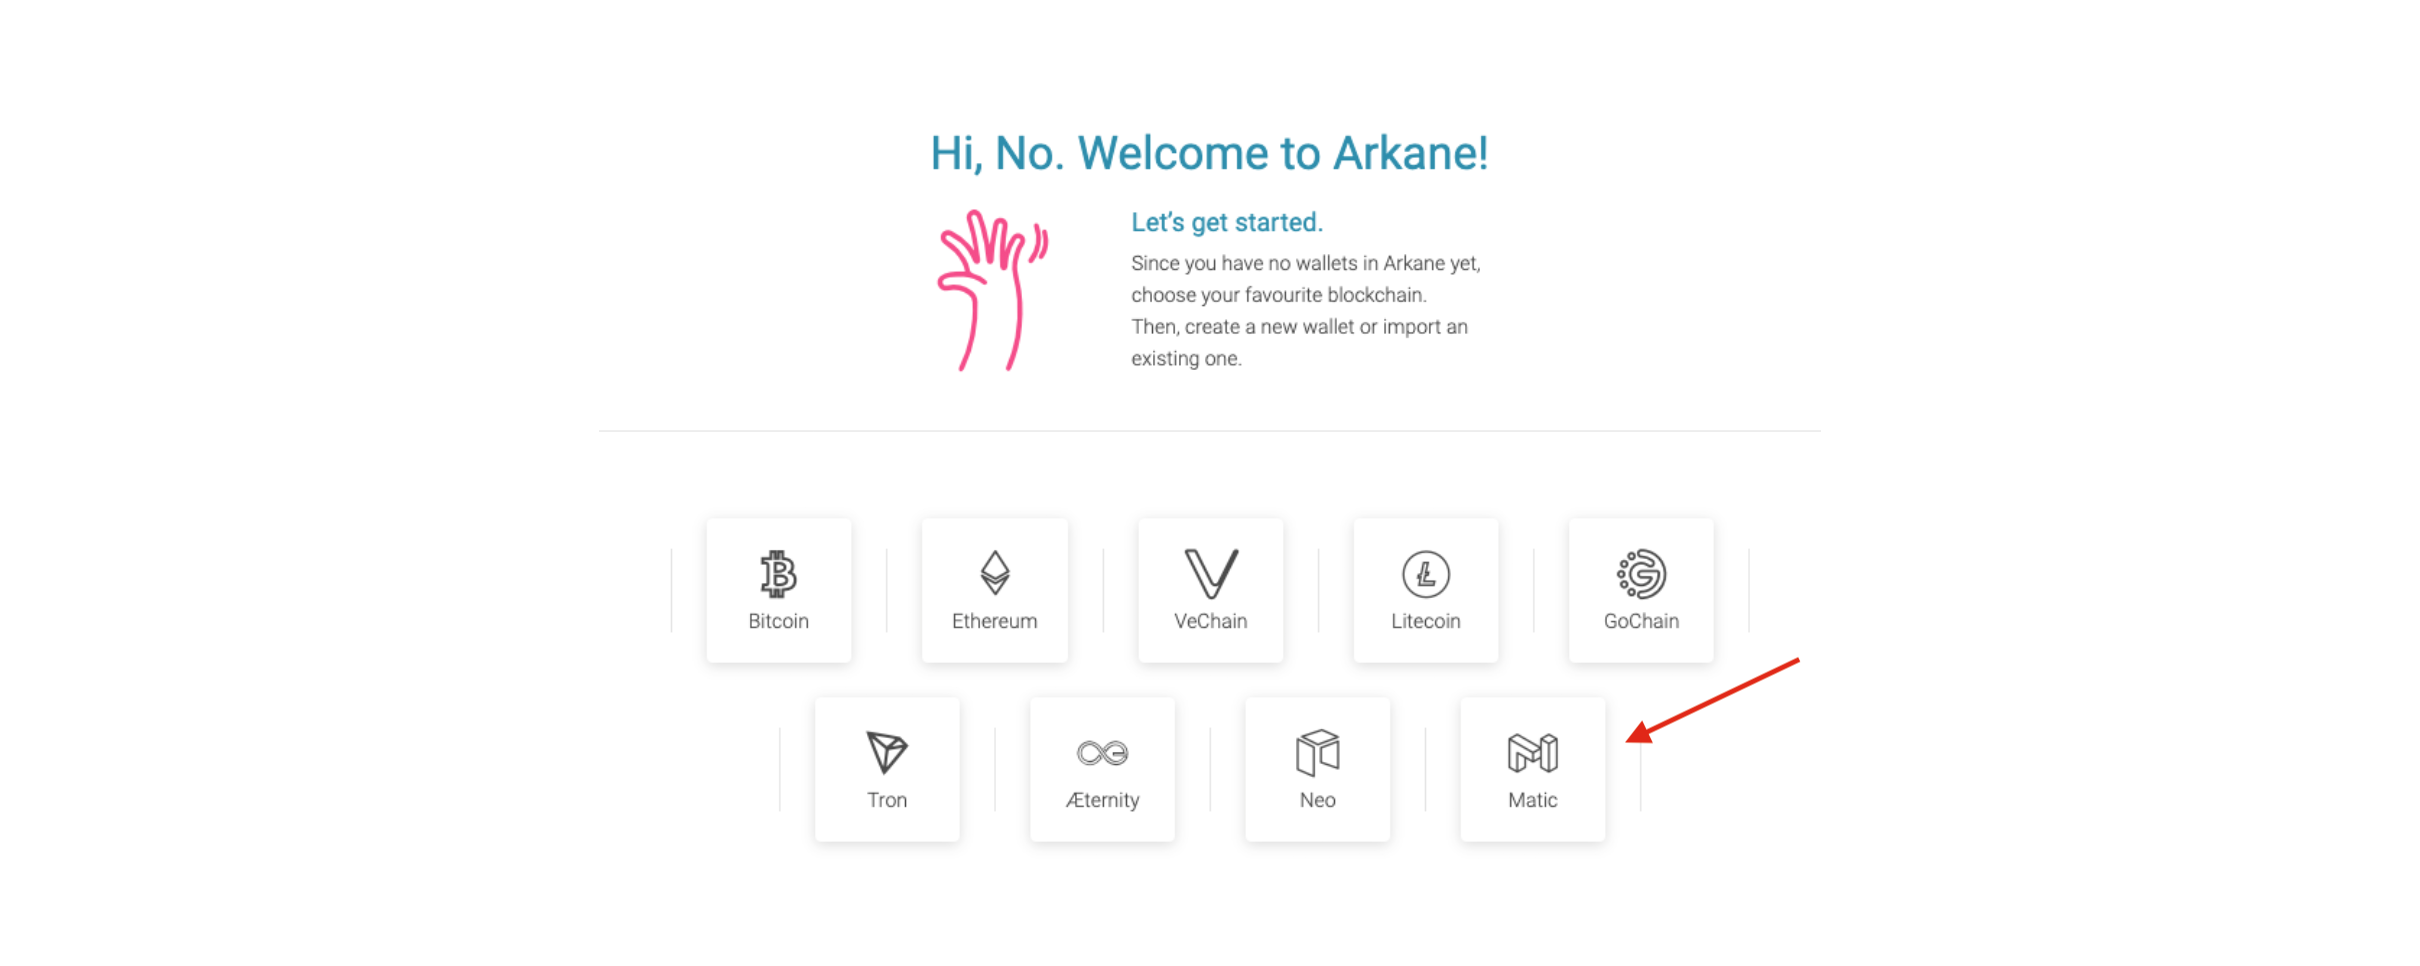 Hi, No. Welcome to Arkane!
Let's get started.
Since you have no wallets in Arkane yet,
choose your favourite blockchain.
Then, create a new wallet or import an
existing one.
Bitcoin
Ethereum
VeChain
Litecoin
GoChain
Tron
Æternity
Neo
Matic